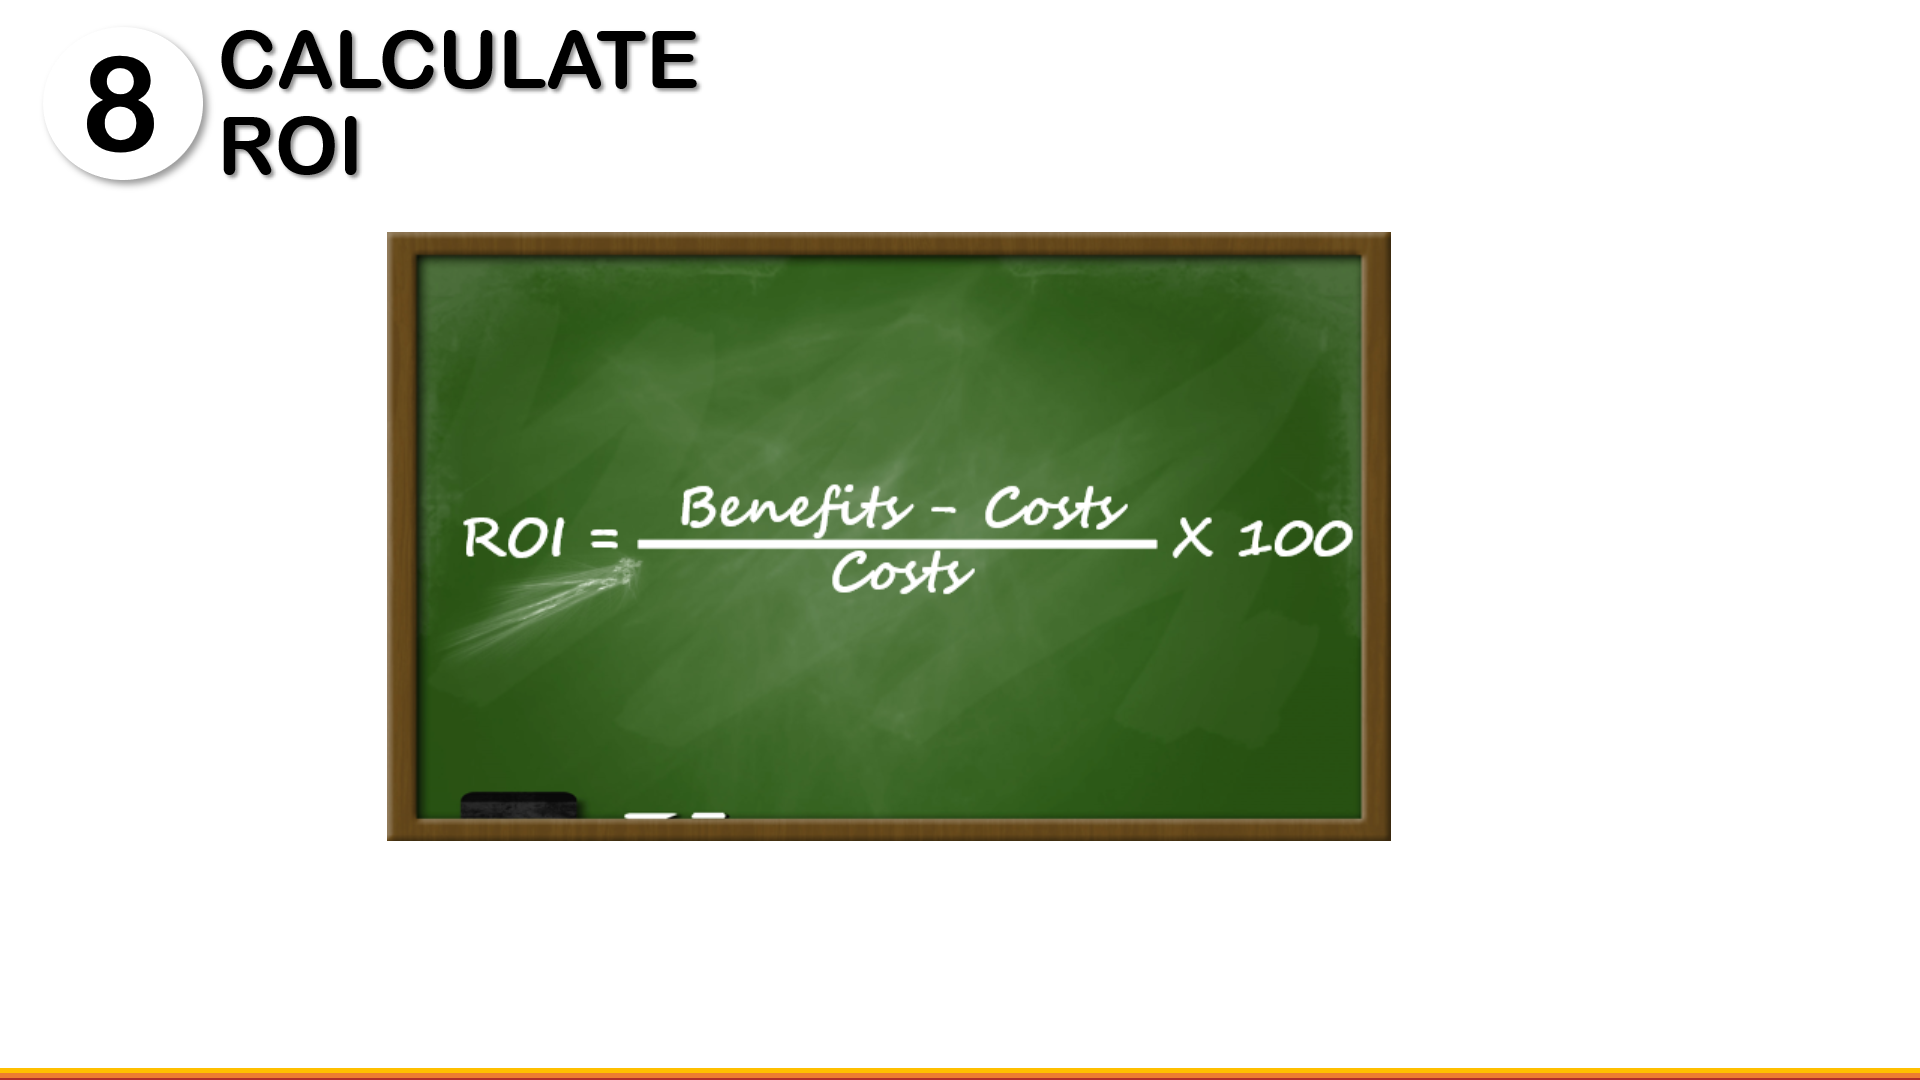 8
CALCULATE
ROI
Benefits - Costs
ROI = X 100
Costs